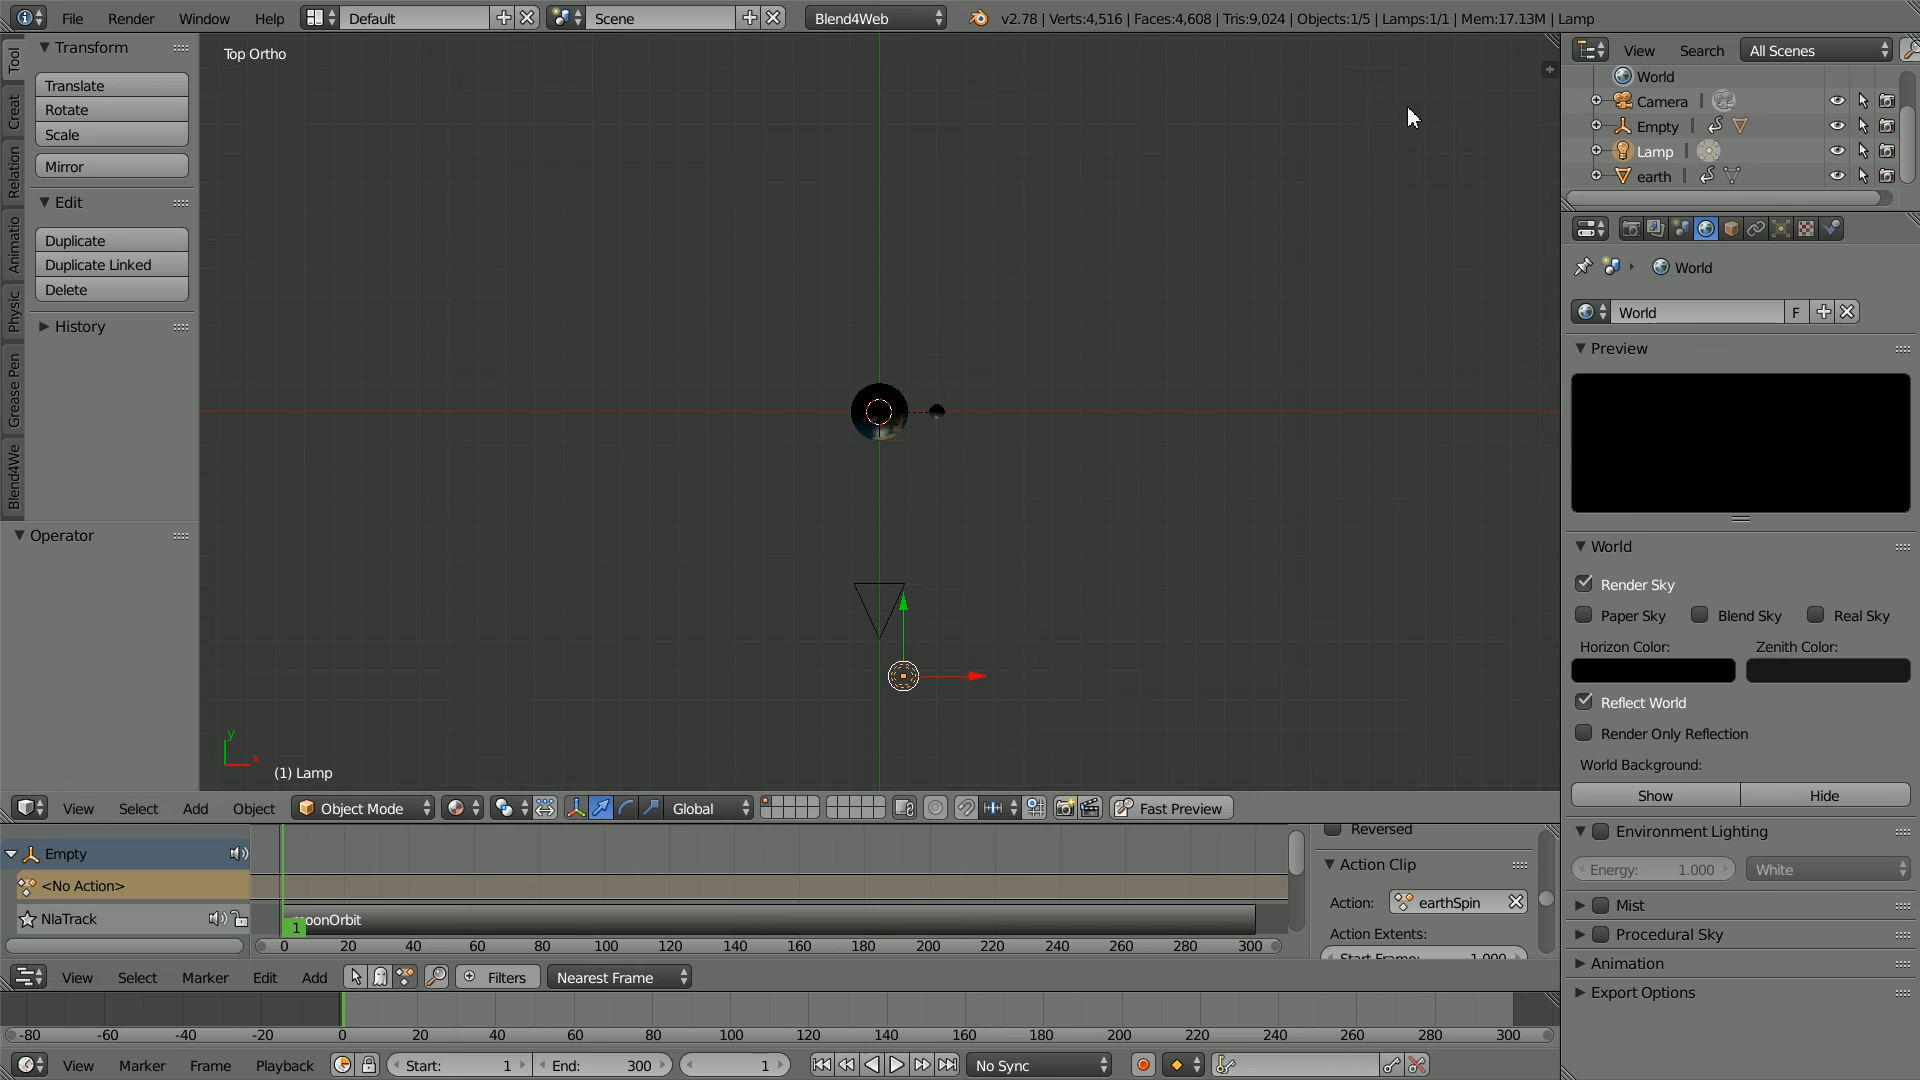 File Render Window Help Default Scene Blend4Web v2.78 | Verts:4,516 | Faces:4,608 | Tris:9,024 | Objects:1/5 | Lamps:1/1 | Mem:17.13M | Lamp
Tool
Creat
Relation
Animatio
Physic
Grease Pen
Blend4We
Transform
Translate
Rotate
Scale
Mirror
Edit
Duplicate
Duplicate Linked
Delete
History
Operator
Top Ortho
y
x
(1) Lamp
View Select Add Object Object Mode Global Fast Preview
View Search All Scenes
World
Camera
Empty
Lamp
earth
World
World F
Preview
World
Render Sky
Paper Sky Blend Sky Real Sky
Horizon Color: Zenith Color:
Reflect World
Render Only Reflection
World Background:
Show Hide
Environment Lighting
Energy: 1.000 White
Mist
Procedural Sky
Animation
Export Options
Empty
<No Action>
NlaTrack
moonOrbit
1
0 20 40 60 80 100 120 140 160 180 200 220 240 260 280 300
Reversed
Action Clip
Action: earthSpin
Action Extents:
Start Frame: 1.000
View Select Marker Edit Add Filters Nearest Frame
-80 -60 -40 -20 0 20 40 60 80 100 120 140 160 180 200 220 240 260 280 300
View Marker Frame Playback Start: 1 End: 300 1 No Sync